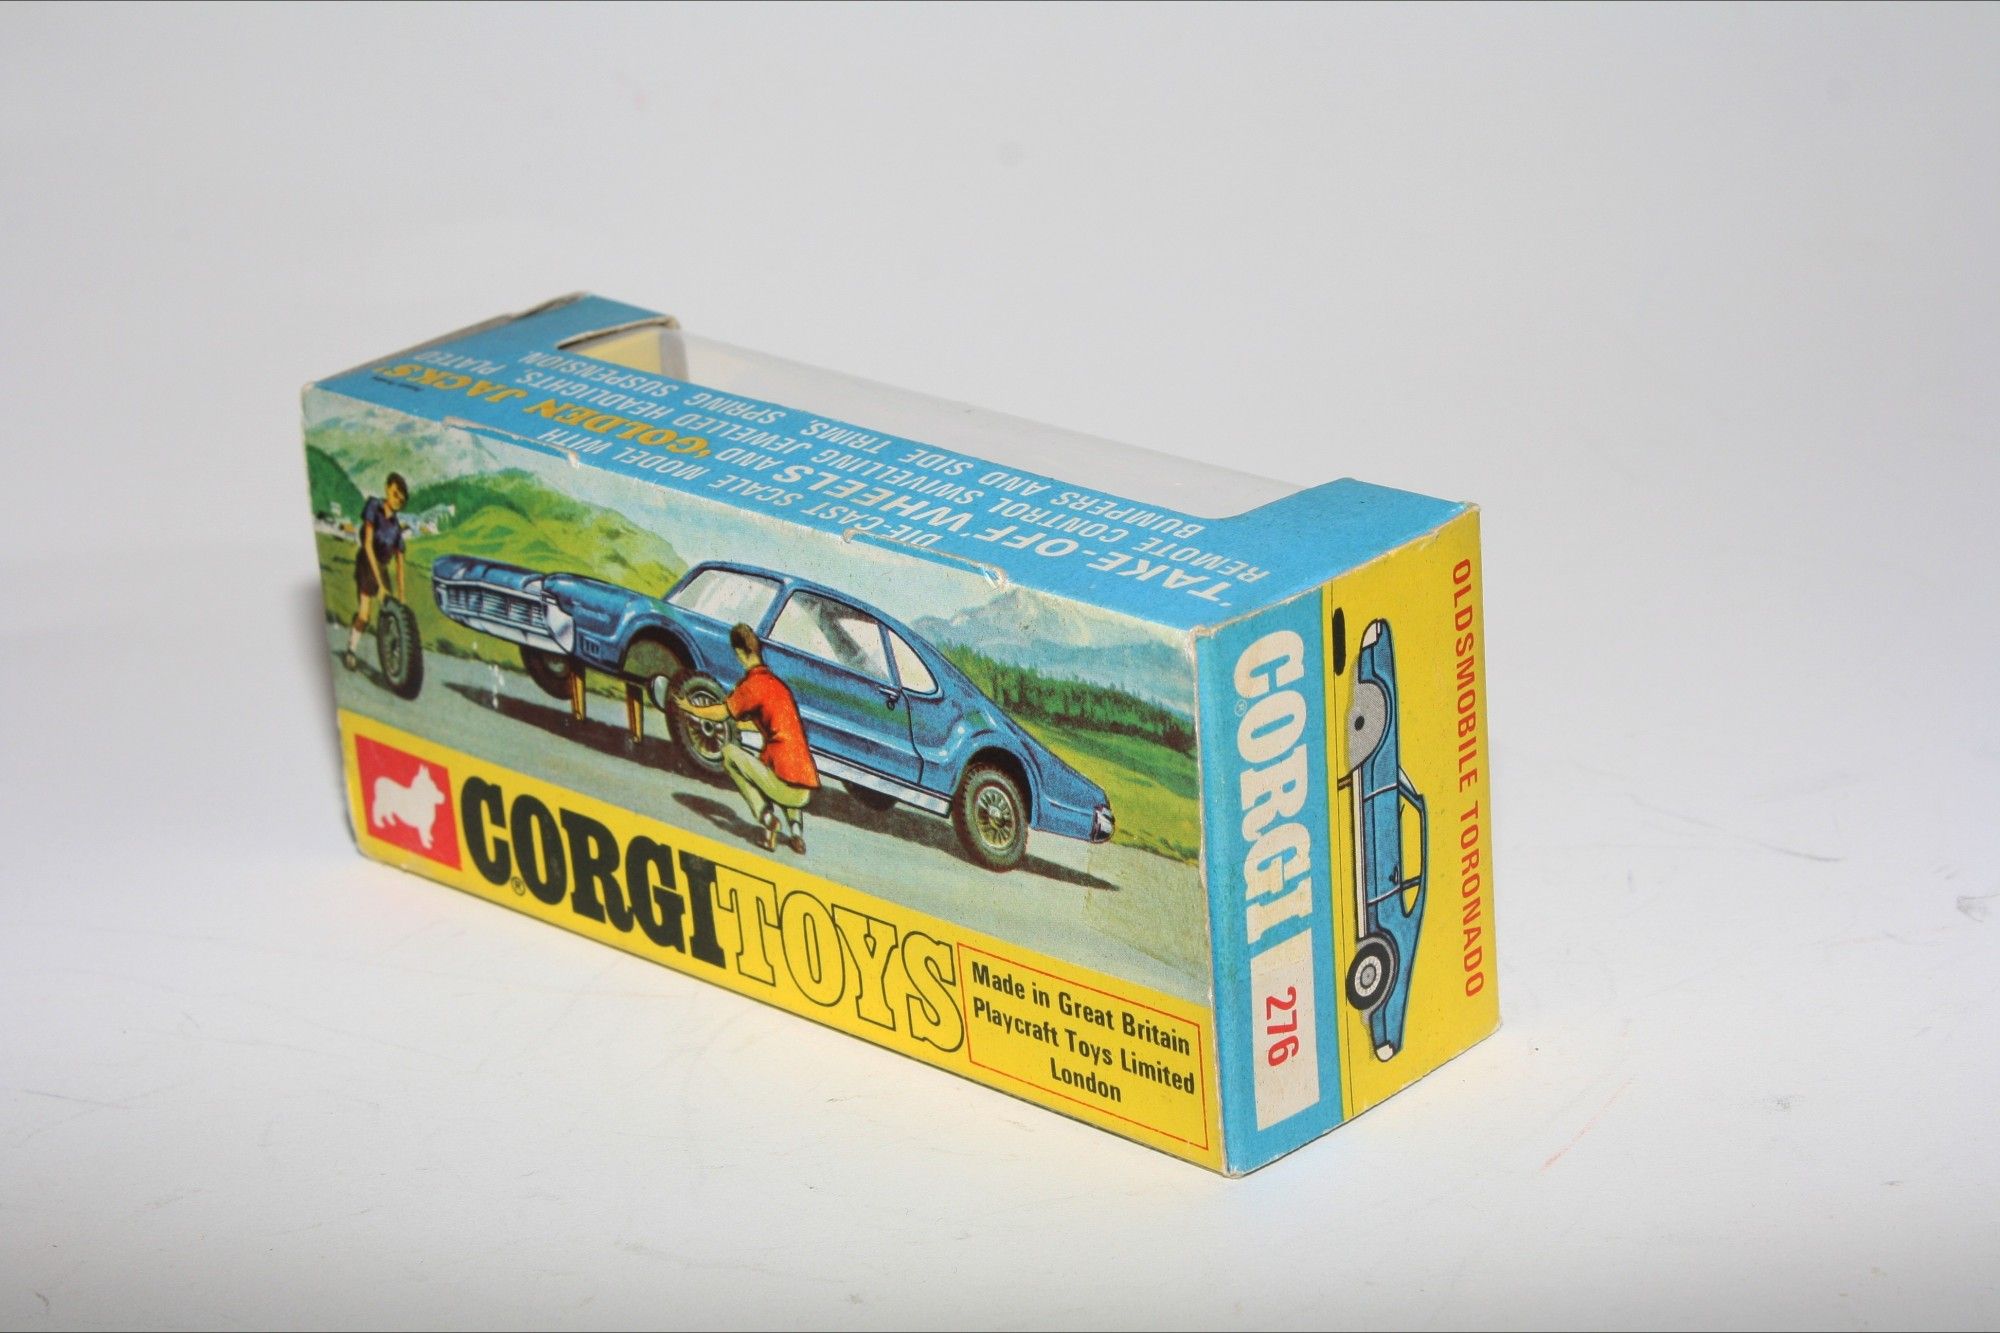 DIE-CAST SCALE MODEL WITH
'TAKE-OFF' WHEELS AND 'GOLDEN JACKS'
REMOTE CONTROL SWIVELLING JEWELLED HEADLIGHTS, PLATED
BUMPERS AND SIDE TRIMS, SPRING SUSPENSION.
CORGI TOYS
®
Made in Great Britain
Playcraft Toys Limited
London
CORGI 276
®
OLDSMOBILE TORONADO